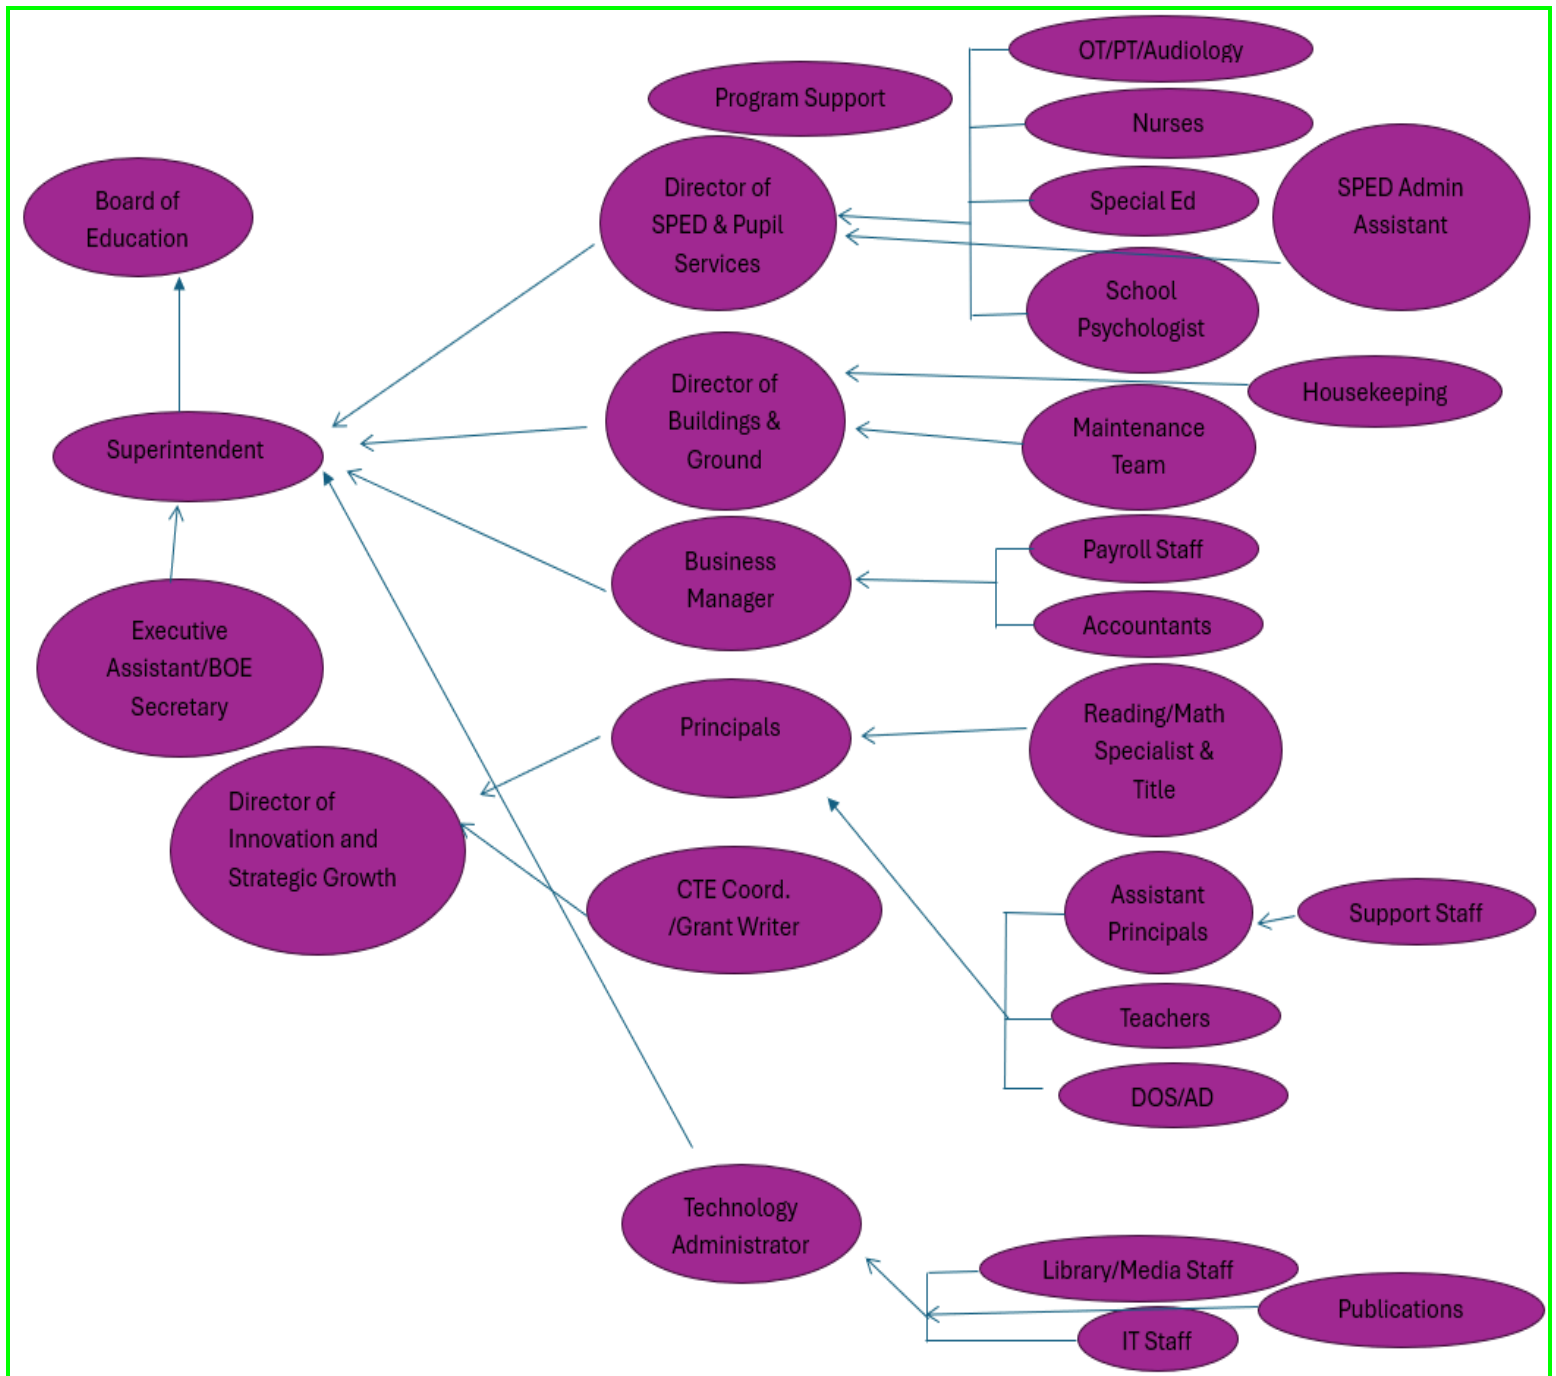 OT/PT/Audiology
Program Support
Nurses
Board of
Education
Director of
SPED & Pupil
Services
Special Ed
SPED Admin
Assistant
School
Psychologist
Director of
Buildings &
Ground
Housekeeping
Superintendent
Maintenance
Team
Business
Manager
Payroll Staff
Accountants
Executive
Assistant/BOE
Secretary
Principals
Reading/Math
Specialist &
Title
Director of
Innovation and
Strategic Growth
CTE Coord.
/Grant Writer
Assistant
Principals
Support Staff
Teachers
DOS/AD
Technology
Administrator
Library/Media Staff
Publications
IT Staff